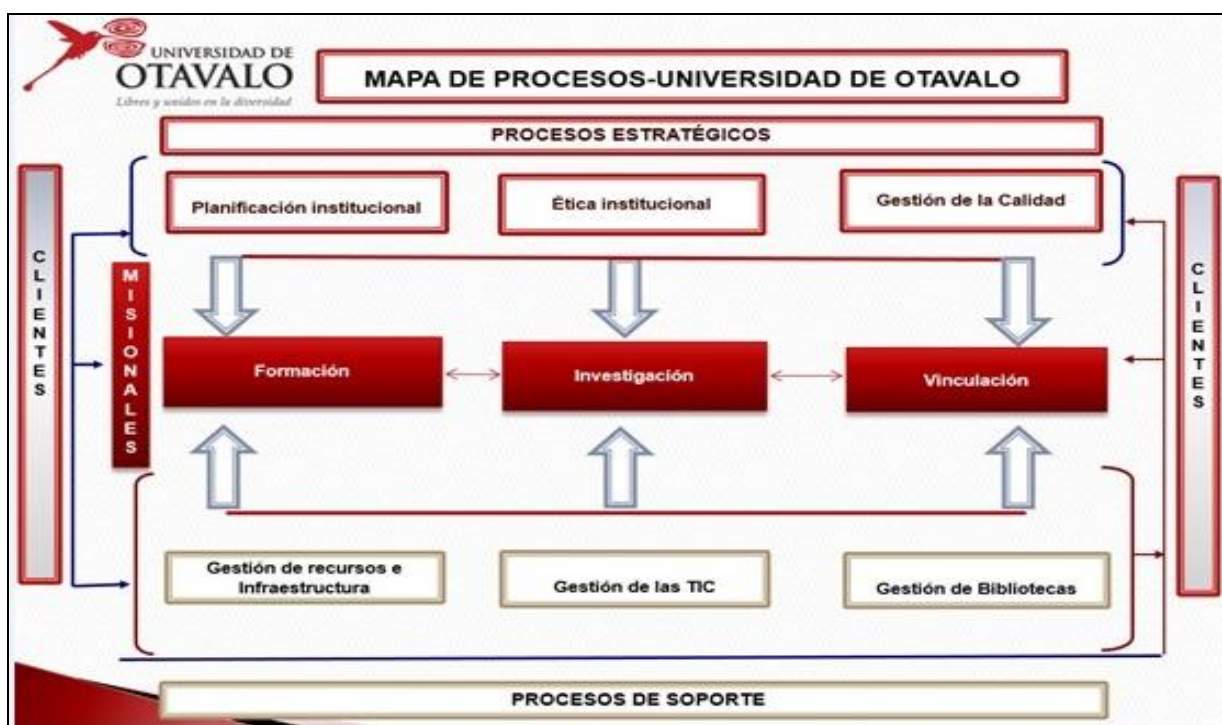 UNIVERSIDAD DE
OTAVALO
Libres y unidos en la diversidad
MAPA DE PROCESOS-UNIVERSIDAD DE OTAVALO
PROCESOS ESTRATÉGICOS
Planificación institucional
Ética institucional
Gestión de la Calidad
CLIENTES
MISIONALES
CLIENTES
Formación
Investigación
Vinculación
Gestión de recursos e
Infraestructura
Gestión de las TIC
Gestión de Bibliotecas
PROCESOS DE SOPORTE